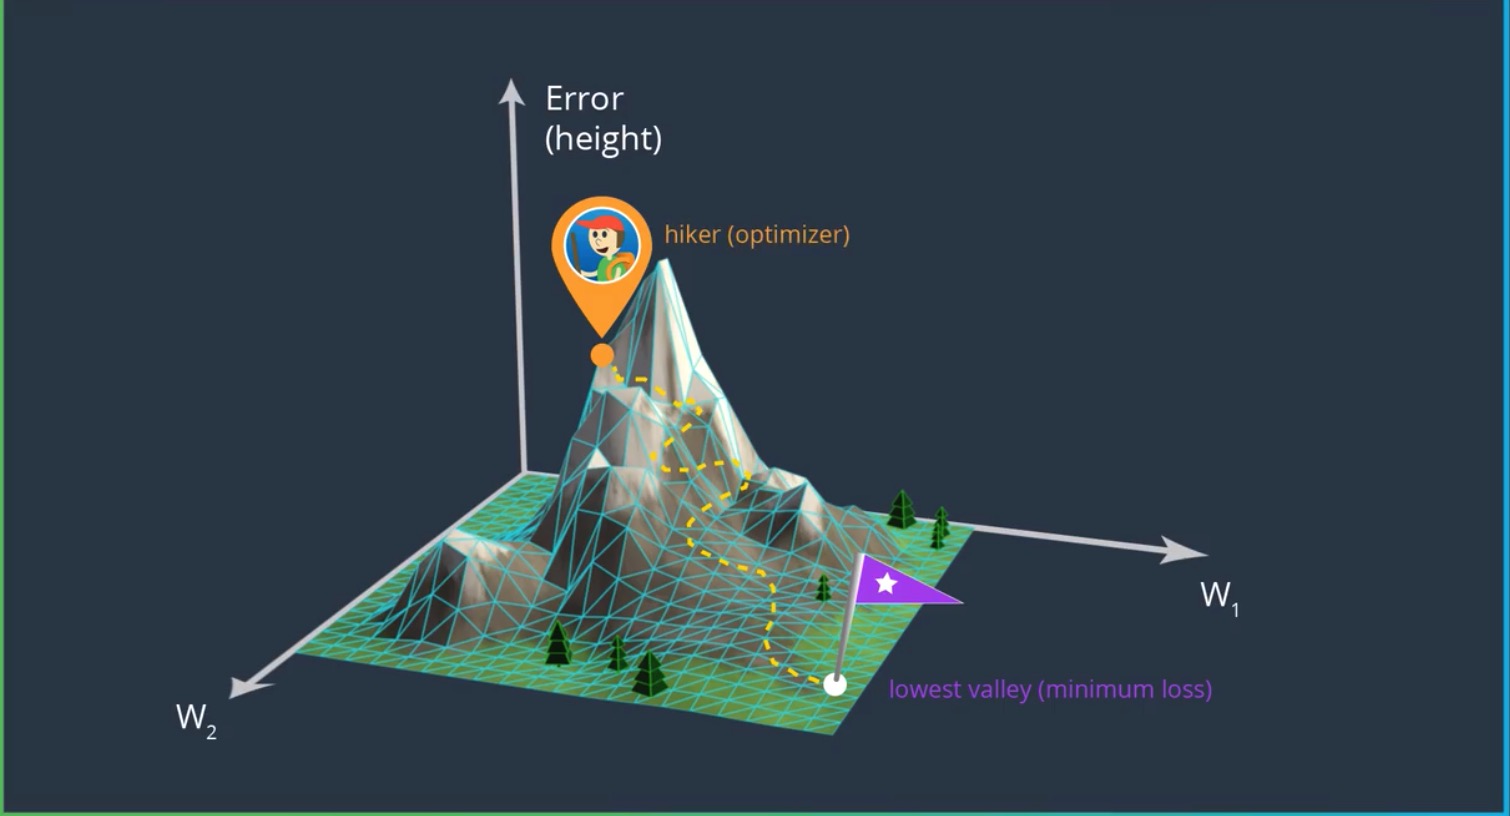 Error
(height)
hiker (optimizer)
W1
lowest valley (minimum loss)
W2